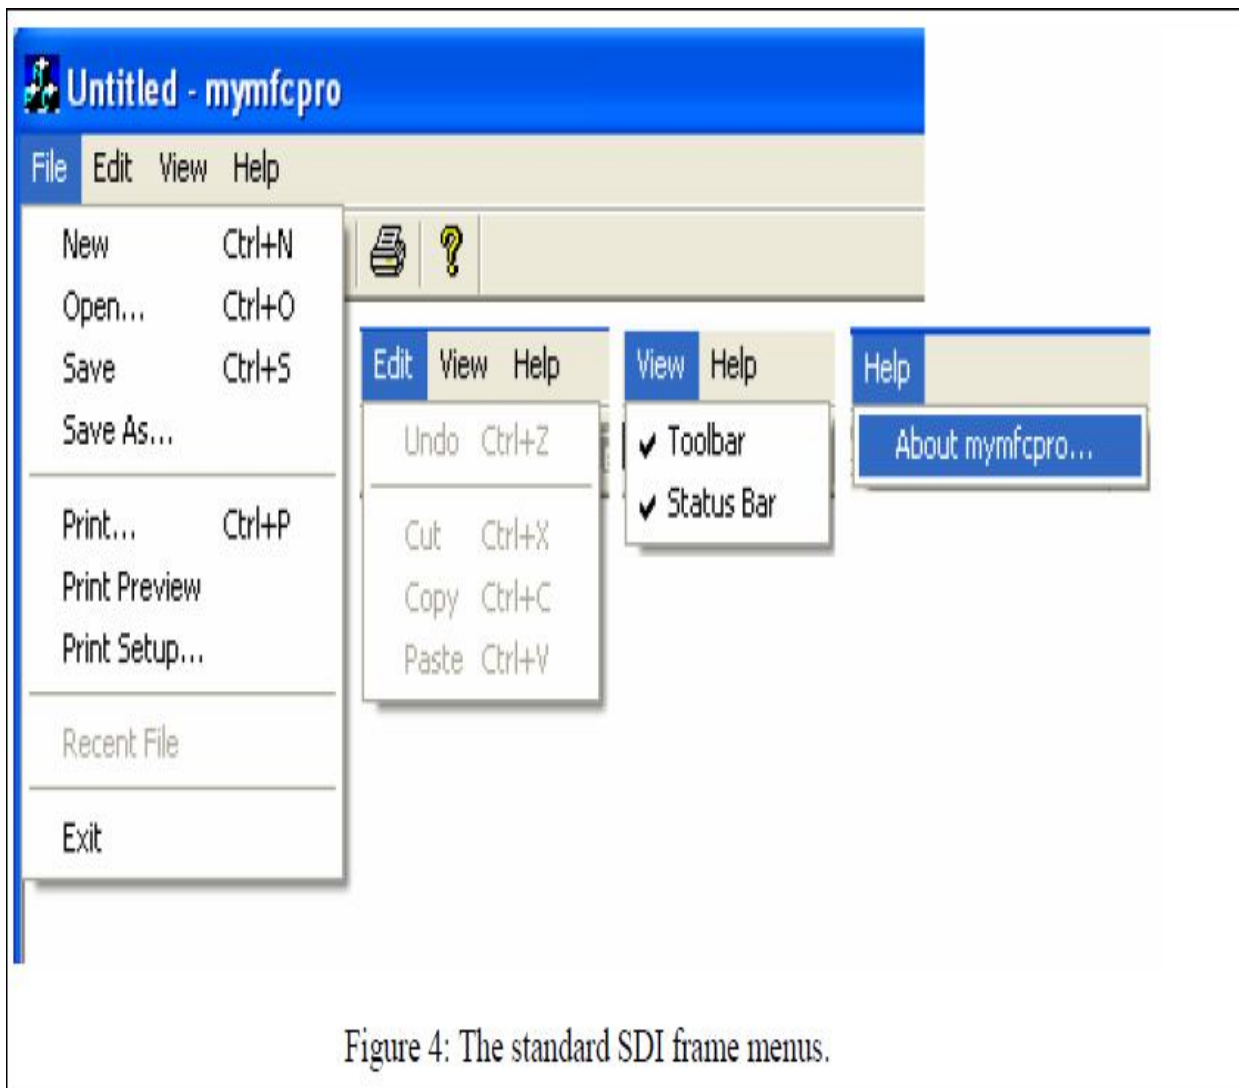 Untitled - mymfcpro
File Edit View Help
New Ctrl+N
Open... Ctrl+O
Save Ctrl+S
Save As...
Print... Ctrl+P
Print Preview
Print Setup...
Recent File
Exit
Edit View Help
Undo Ctrl+Z
Cut Ctrl+X
Copy Ctrl+C
Paste Ctrl+V
View Help
Toolbar
Status Bar
Help
About mymfcpro...
Figure 4: The standard SDI frame menus.